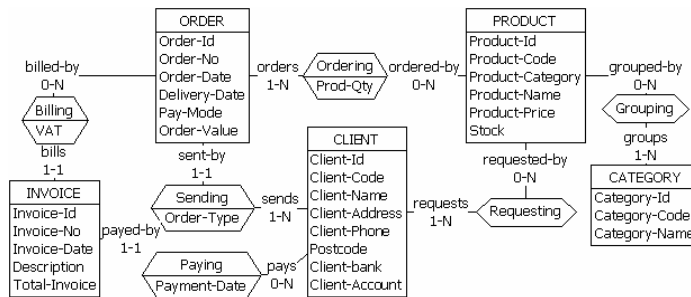 ORDER
Order-Id
Order-No
Order-Date
Delivery-Date
Pay-Mode
Order-Value
billed-by
0-N
Billing
VAT
bills
1-1
INVOICE
Invoice-Id
Invoice-No
Invoice-Date
Description
Total-Invoice
orders
1-N
Ordering
Prod-Qty
ordered-by
0-N
PRODUCT
Product-Id
Product-Code
Product-Category
Product-Name
Product-Price
Stock
grouped-by
0-N
Grouping
groups
1-N
CATEGORY
Category-Id
Category-Code
Category-Name
sent-by
1-1
Sending
Order-Type
sends
1-N
CLIENT
Client-Id
Client-Code
Client-Name
Client-Address
Client-Phone
Postcode
Client-bank
Client-Account
requested-by
0-N
Requesting
requests
1-N
payed-by
1-1
Paying
Payment-Date
pays
0-N